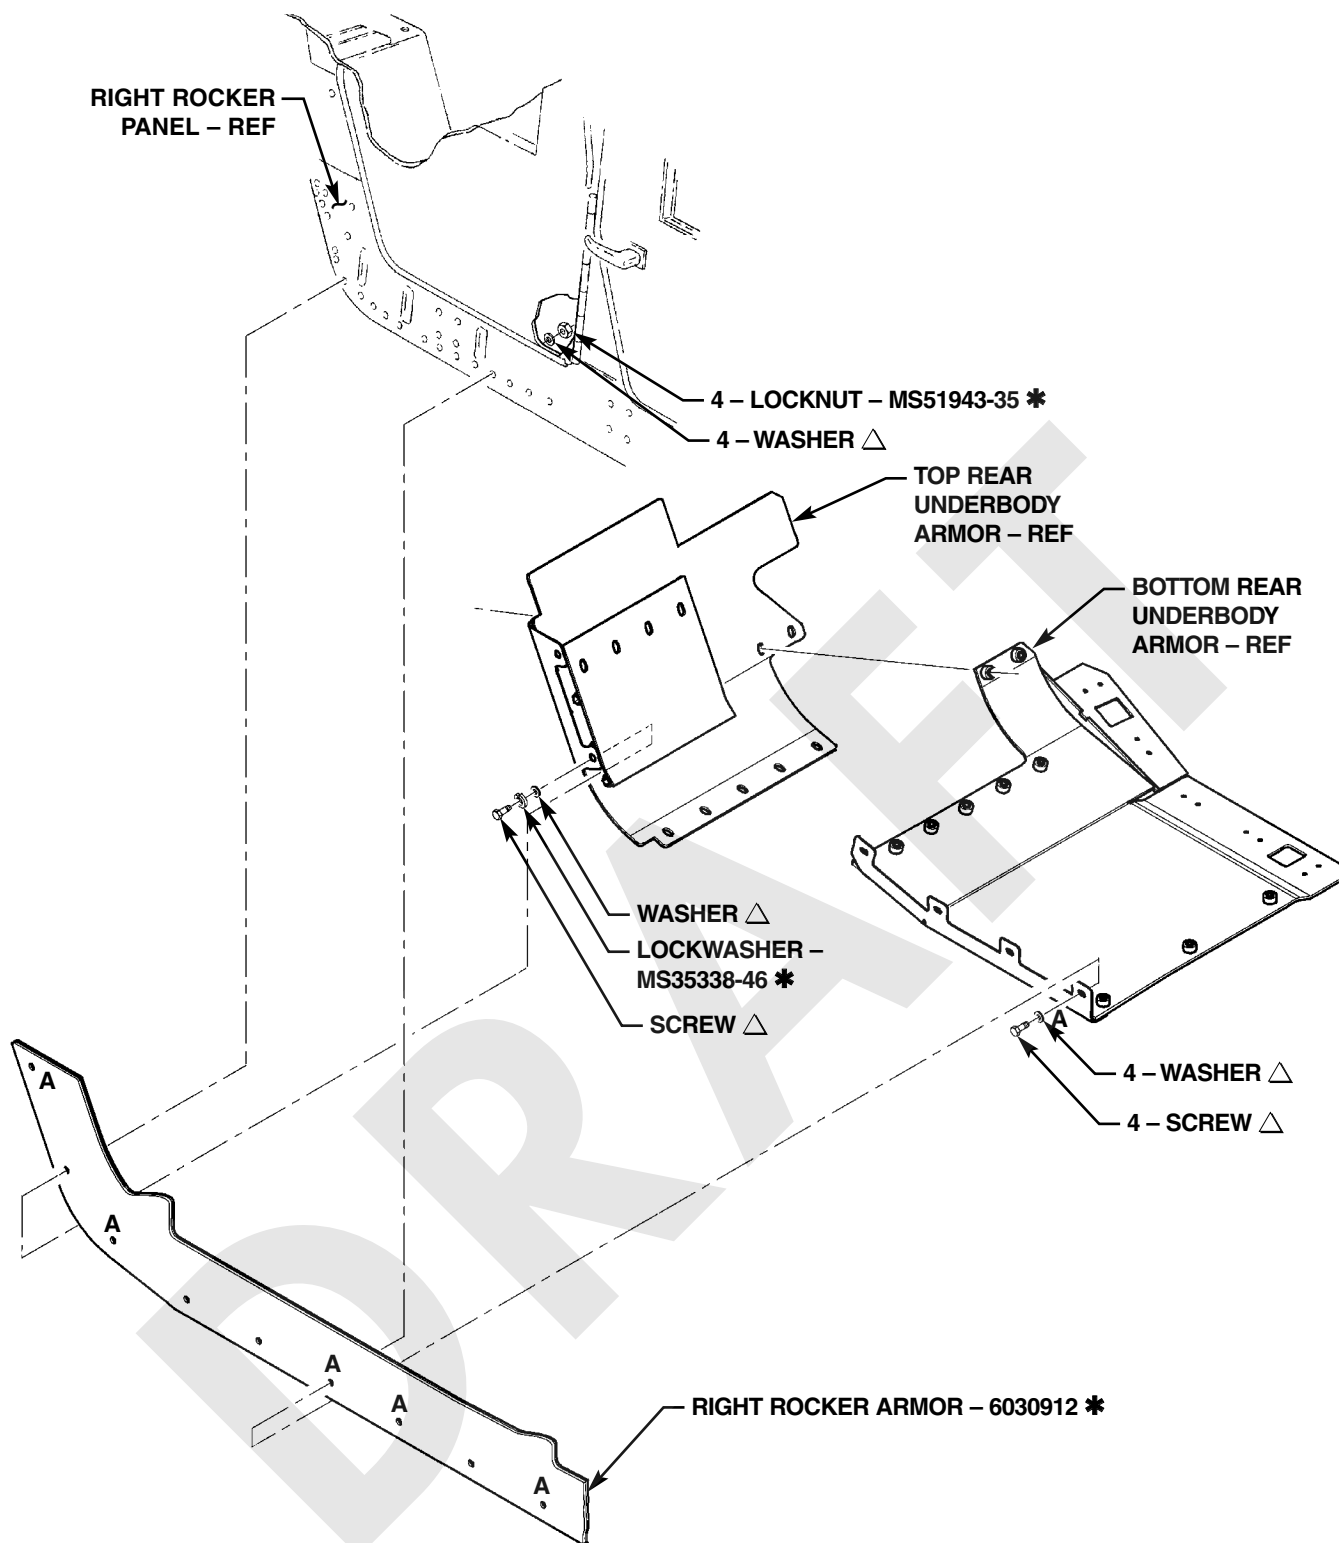 RIGHT ROCKER
PANEL – REF
4 – LOCKNUT – MS51943-35 ✱
4 – WASHER △
TOP REAR
UNDERBODY
ARMOR – REF
BOTTOM REAR
UNDERBODY
ARMOR – REF
WASHER △
LOCKWASHER –
MS35338-46 ✱
SCREW △
A
4 – WASHER △
4 – SCREW △
A
A
A
A
A
RIGHT ROCKER ARMOR – 6030912 ✱
DRAFT